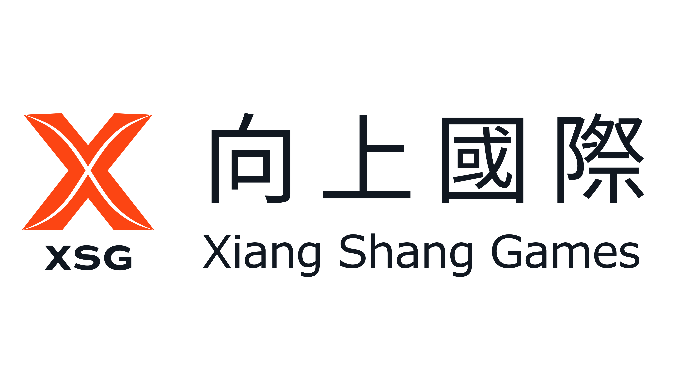 XSG
向上國際
Xiang Shang Games